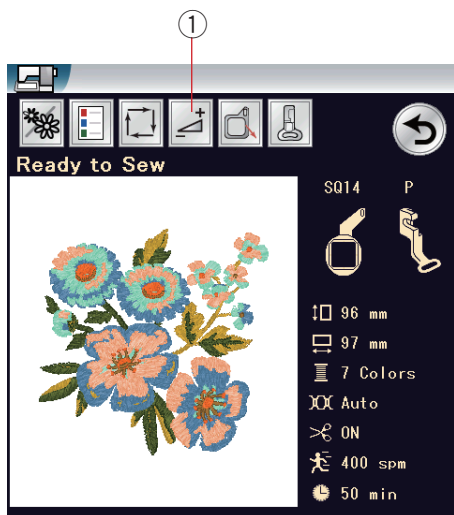 1
Ready to Sew
SQ14 P
96 mm
97 mm
7 Colors
Auto
ON
400 spm
50 min